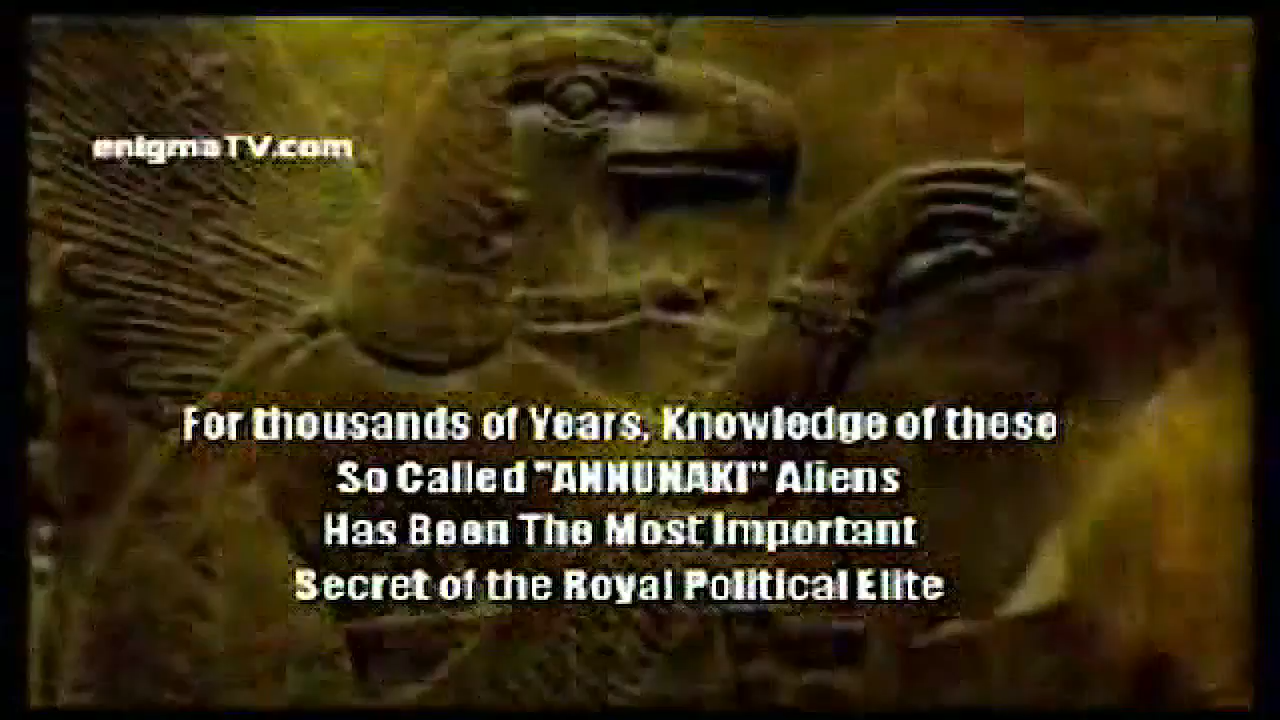 enigmaTV.com
For thousands of Years, Knowledge of these
So Called "ANNUNAKI" Aliens
Has Been The Most Important
Secret of the Royal Political Elite